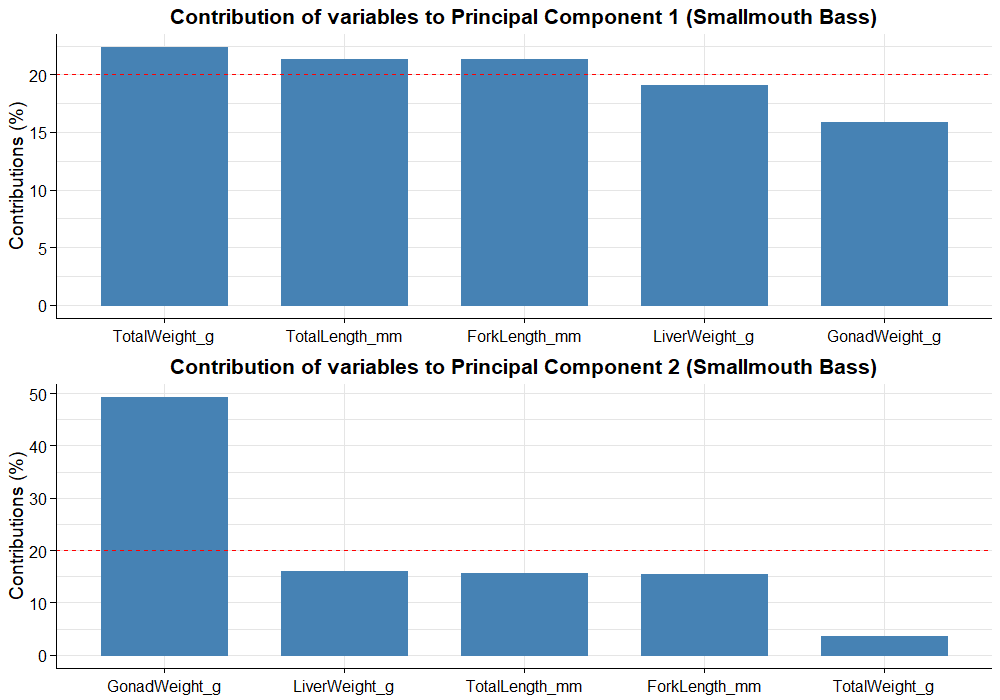 Contribution of variables to Principal Component 1 (Smallmouth Bass)
Contributions (%)
20
15
10
5
0
TotalWeight_g TotalLength_mm ForkLength_mm LiverWeight_g GonadWeight_g
Contribution of variables to Principal Component 2 (Smallmouth Bass)
Contributions (%)
50
40
30
20
10
0
GonadWeight_g LiverWeight_g TotalLength_mm ForkLength_mm TotalWeight_g